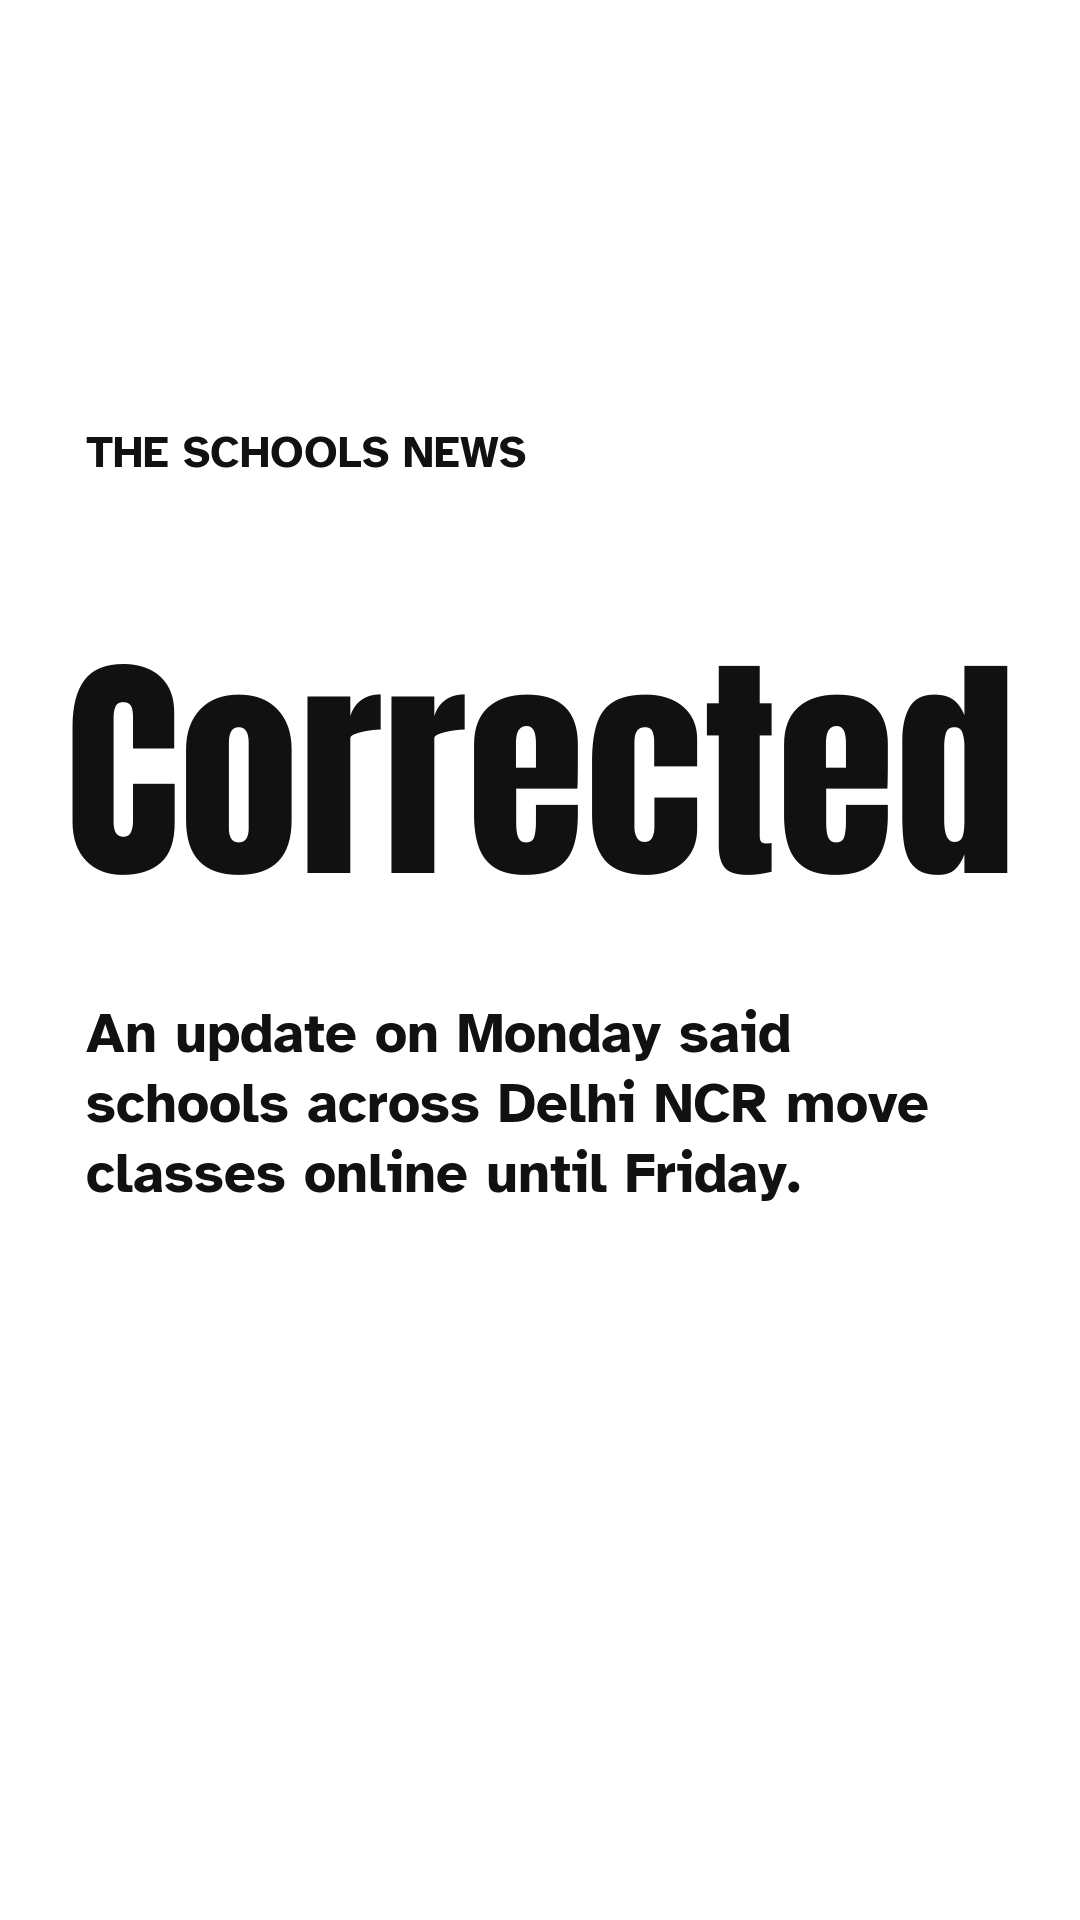 THE SCHOOLS NEWS
Corrected
An update on Monday said
schools across Delhi NCR move
classes online until Friday.